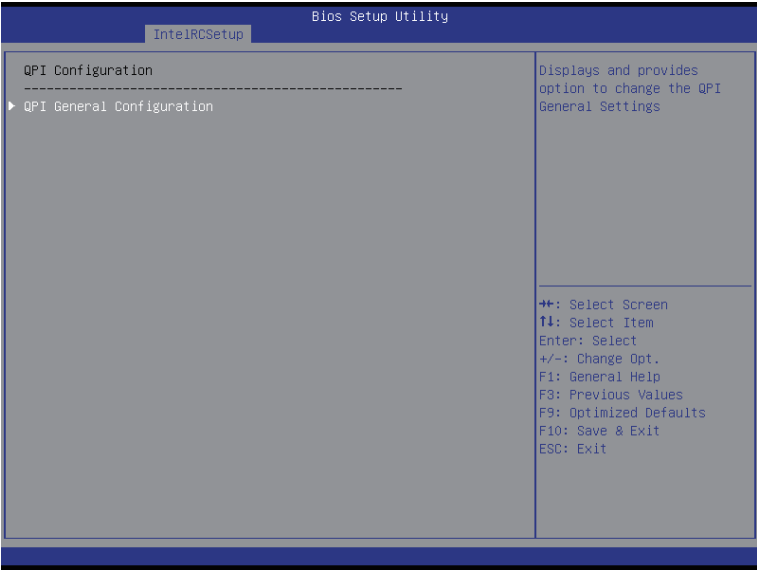 Bios Setup Utility
IntelRCSetup
QPI Configuration
--------------------------------------------------
▶ QPI General Configuration
Displays and provides
option to change the QPI
General Settings
→←: Select Screen
↑↓: Select Item
Enter: Select
+/-: Change Opt.
F1: General Help
F3: Previous Values
F9: Optimized Defaults
F10: Save & Exit
ESC: Exit